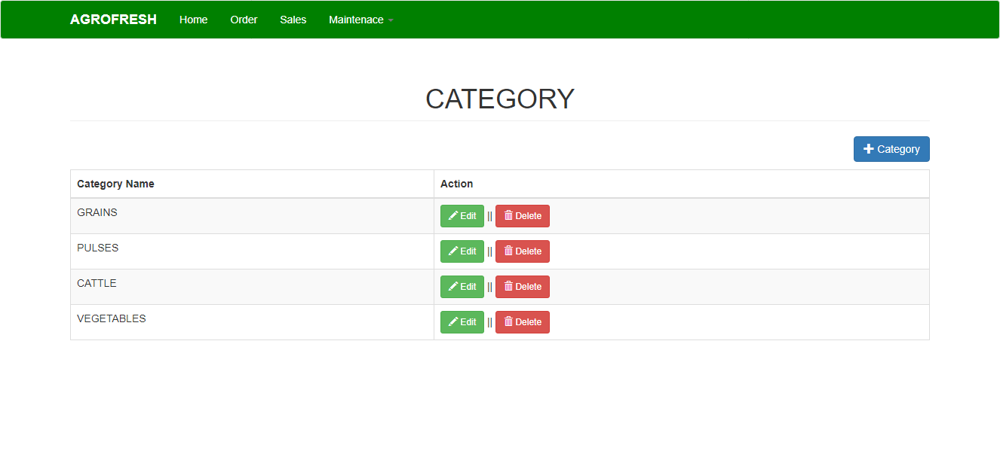 AGROFRESH Home Order Sales Maintenace
CATEGORY
Category
Category Name Action
GRAINS Edit || Delete
PULSES Edit || Delete
CATTLE Edit || Delete
VEGETABLES Edit || Delete